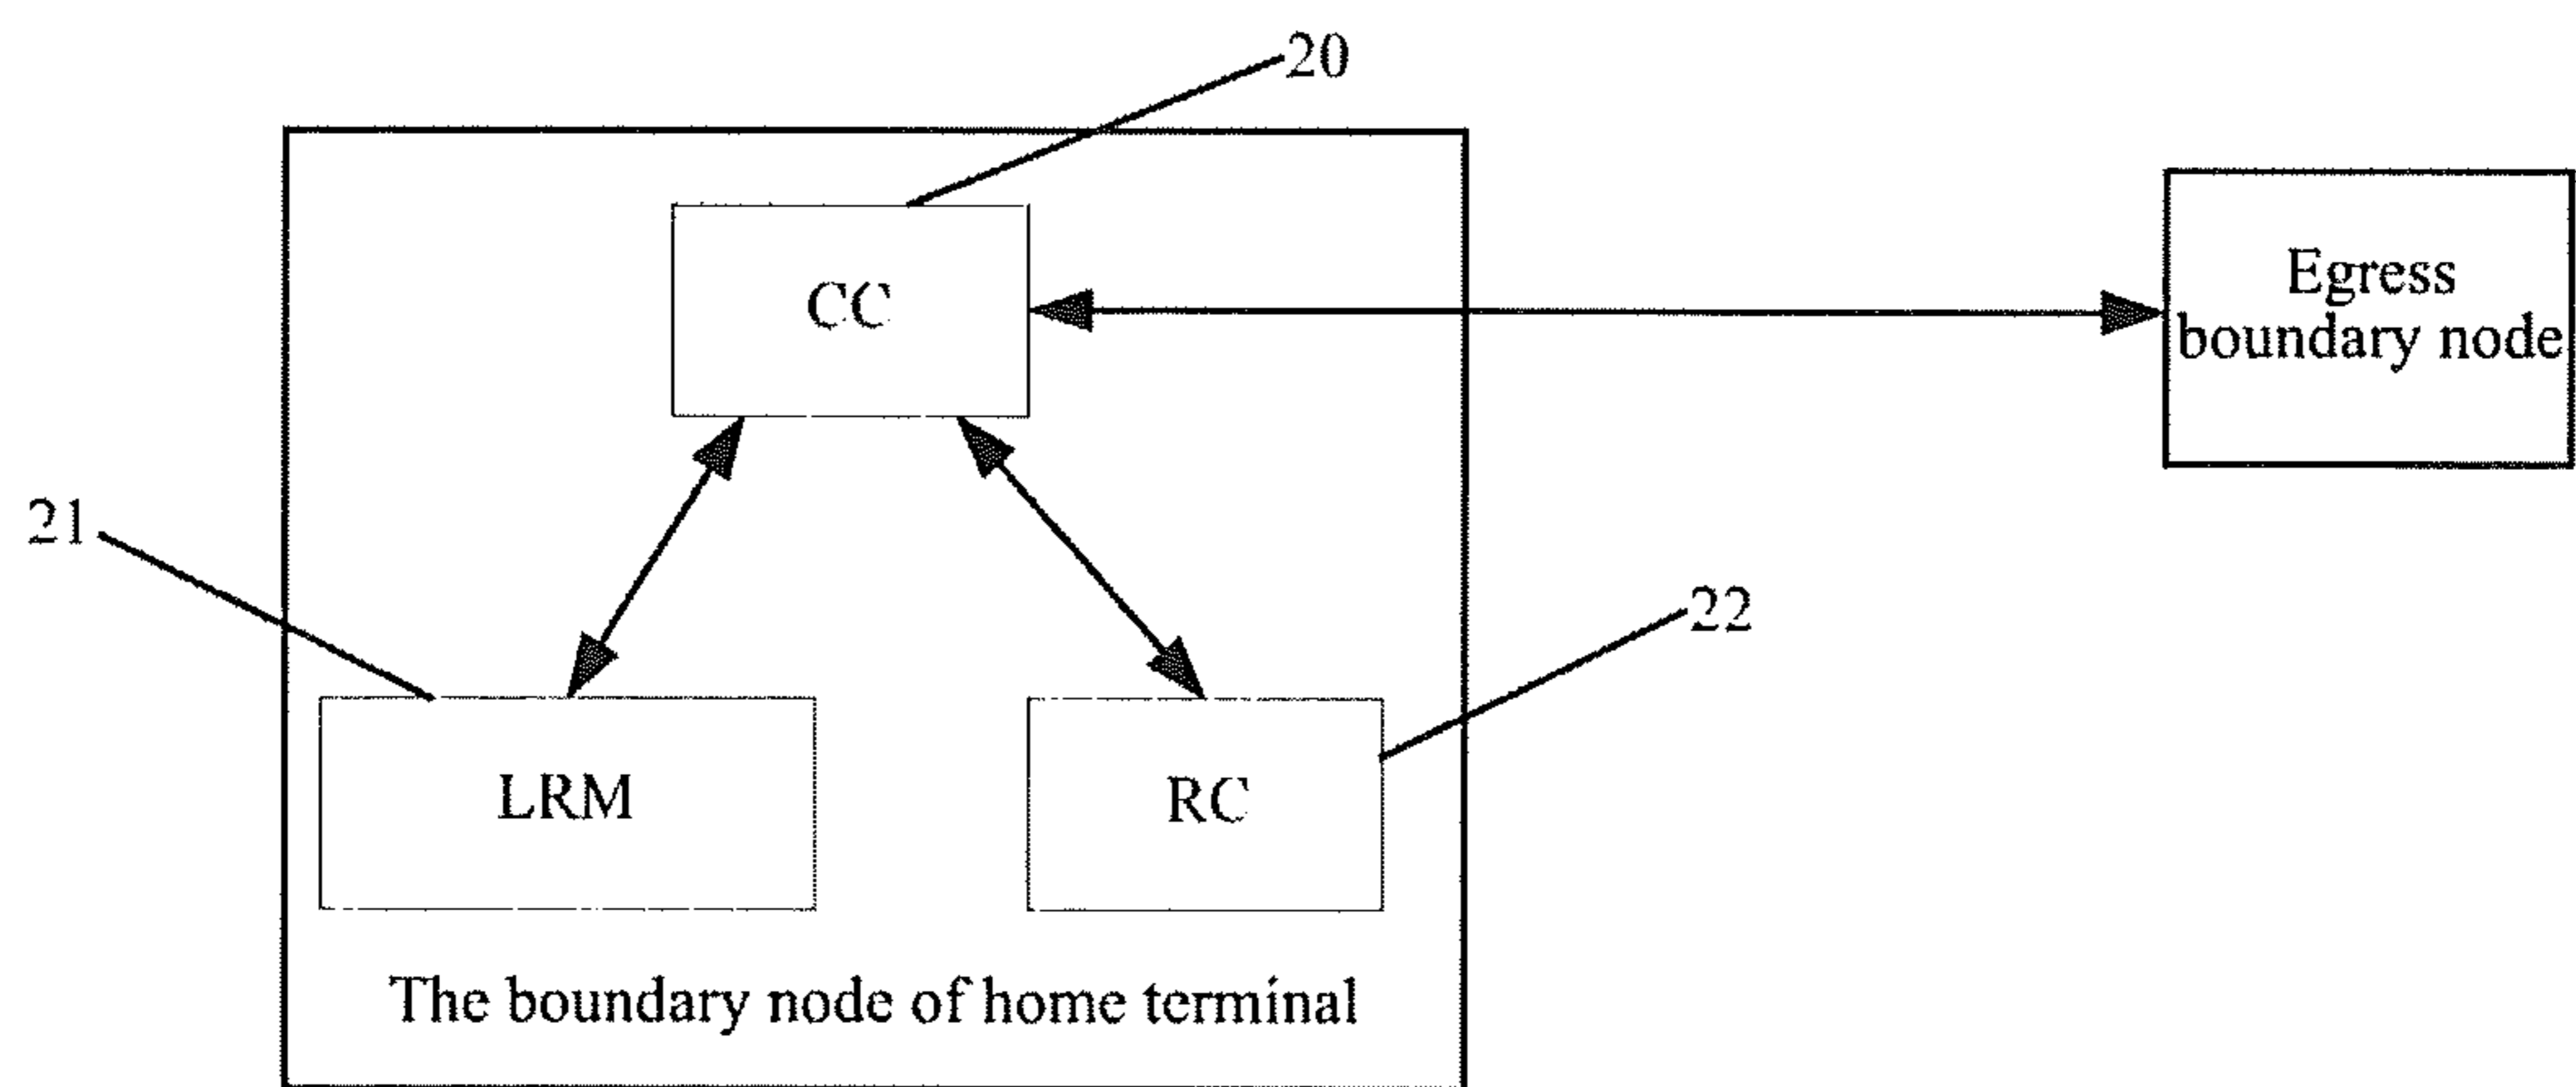 20
CC
Egress
boundary node
21
22
LRM
RC
The boundary node of home terminal